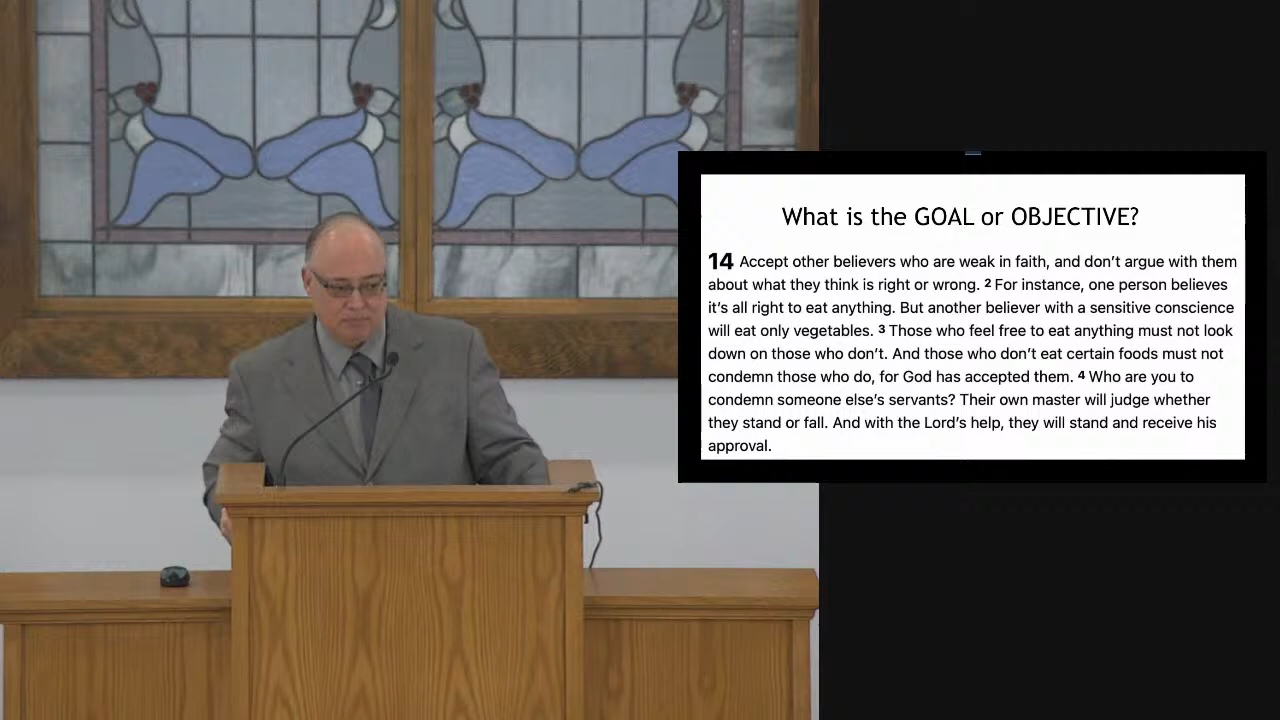 What is the GOAL or OBJECTIVE?
14 Accept other believers who are weak in faith, and don’t argue with them
about what they think is right or wrong. 2 For instance, one person believes
it’s all right to eat anything. But another believer with a sensitive conscience
will eat only vegetables. 3 Those who feel free to eat anything must not look
down on those who don’t. And those who don’t eat certain foods must not
condemn those who do, for God has accepted them. 4 Who are you to
condemn someone else’s servants? Their own master will judge whether
they stand or fall. And with the Lord’s help, they will stand and receive his
approval.